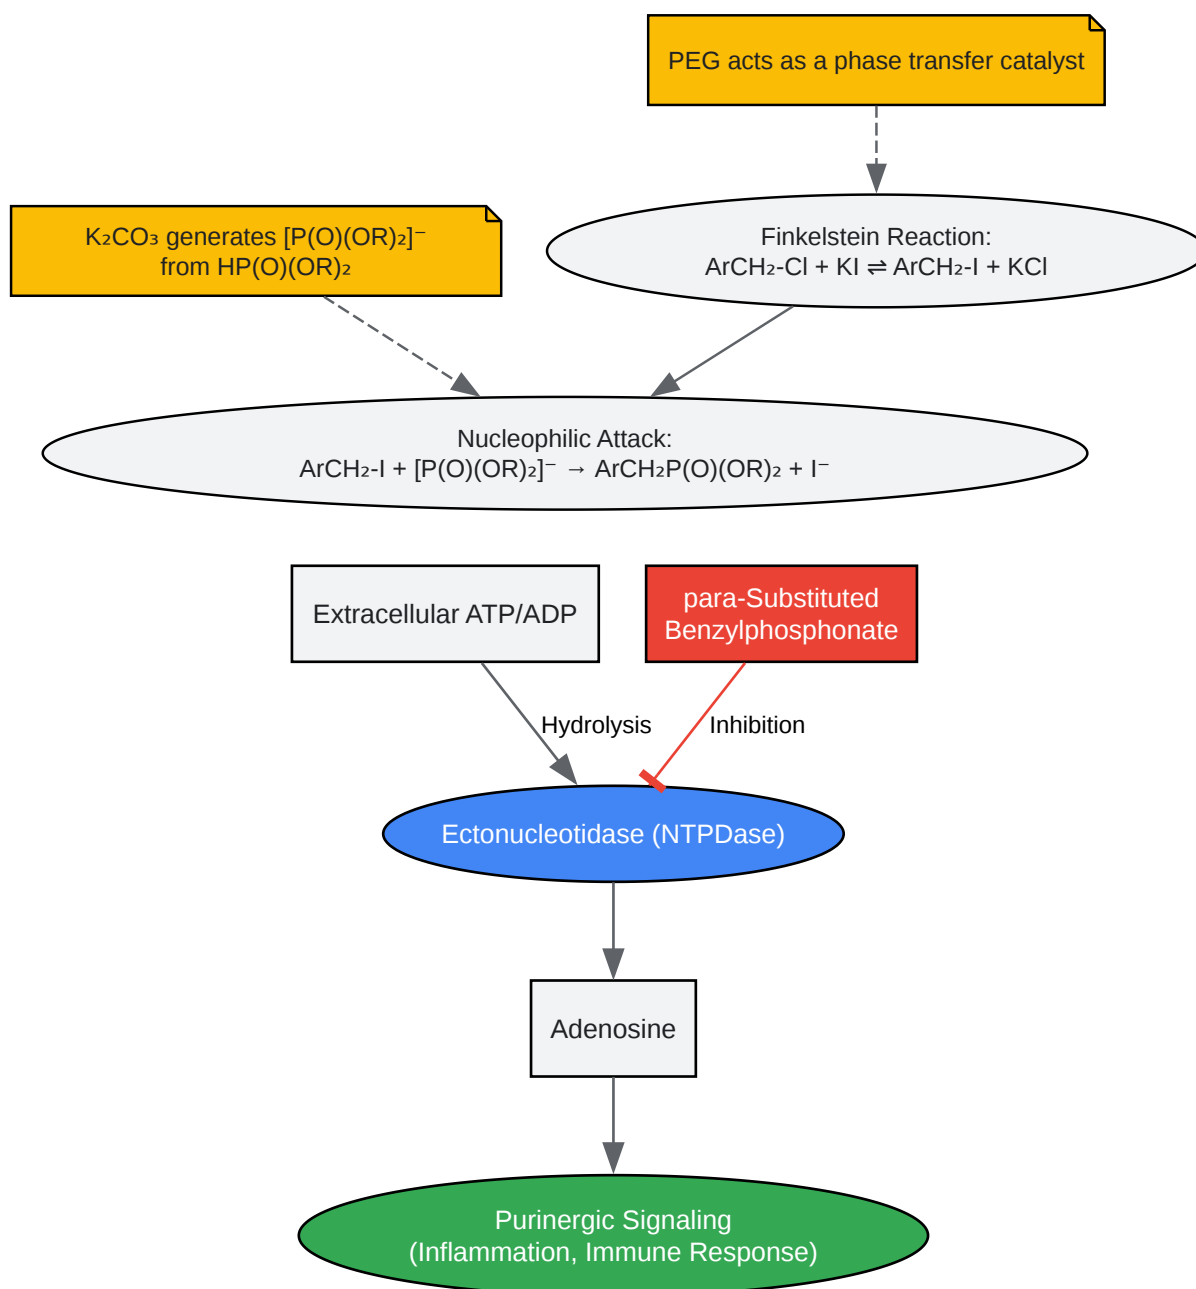 PEG acts as a phase transfer catalyst
K₂CO₃ generates [P(O)(OR)₂]⁻
from HP(O)(OR)₂
Finkelstein Reaction:
ArCH₂-Cl + KI ⇌ ArCH₂-I + KCl
Nucleophilic Attack:
ArCH₂-I + [P(O)(OR)₂]⁻ → ArCH₂P(O)(OR)₂ + I⁻
Extracellular ATP/ADP
para-Substituted
Benzylphosphonate
Hydrolysis
Inhibition
Ectonucleotidase (NTPDase)
Adenosine
Purinergic Signaling
(Inflammation, Immune Response)